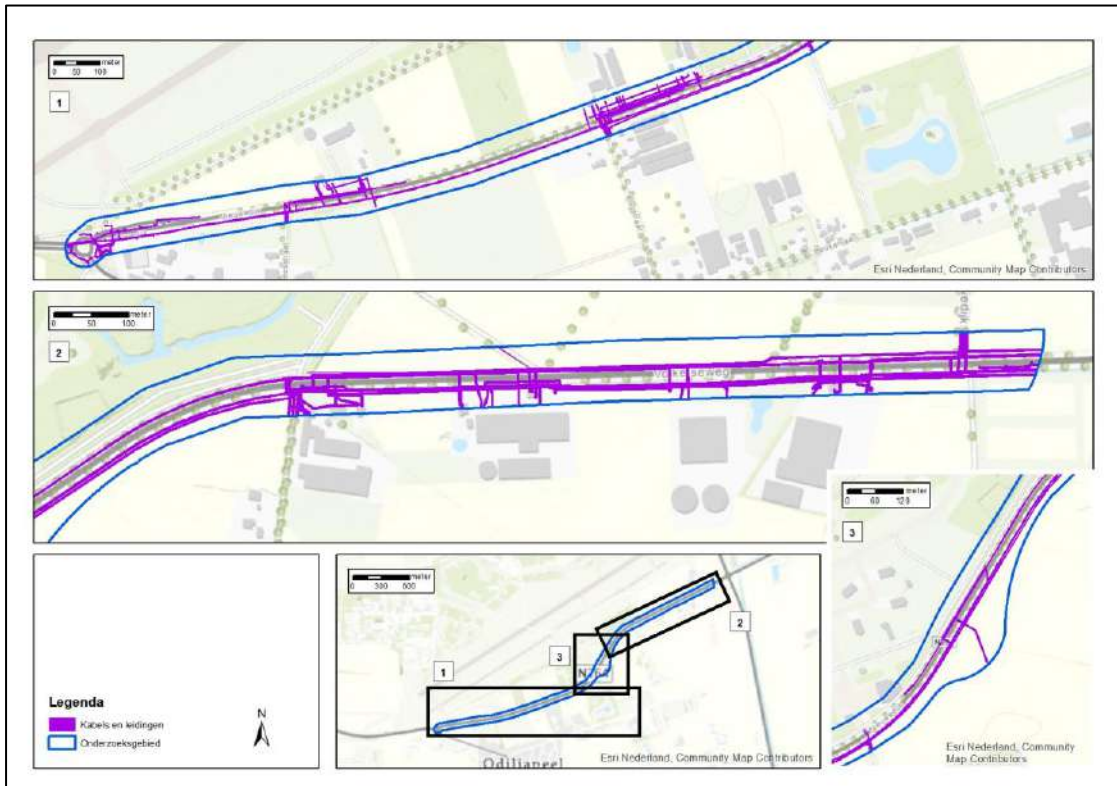 meter
0 50 100
1
Esri Nederland, Community Map Contributors
meter
0 50 100
2
Volkelseweg
meter
0 60 120
3
Esri Nederland, Community
Map Contributors
Legenda
Kabels en leidingen
Onderzoeksgebied
N
meter
0 300 600
1
2
3
Odiliapeel
Esri Nederland, Community Map Contributors